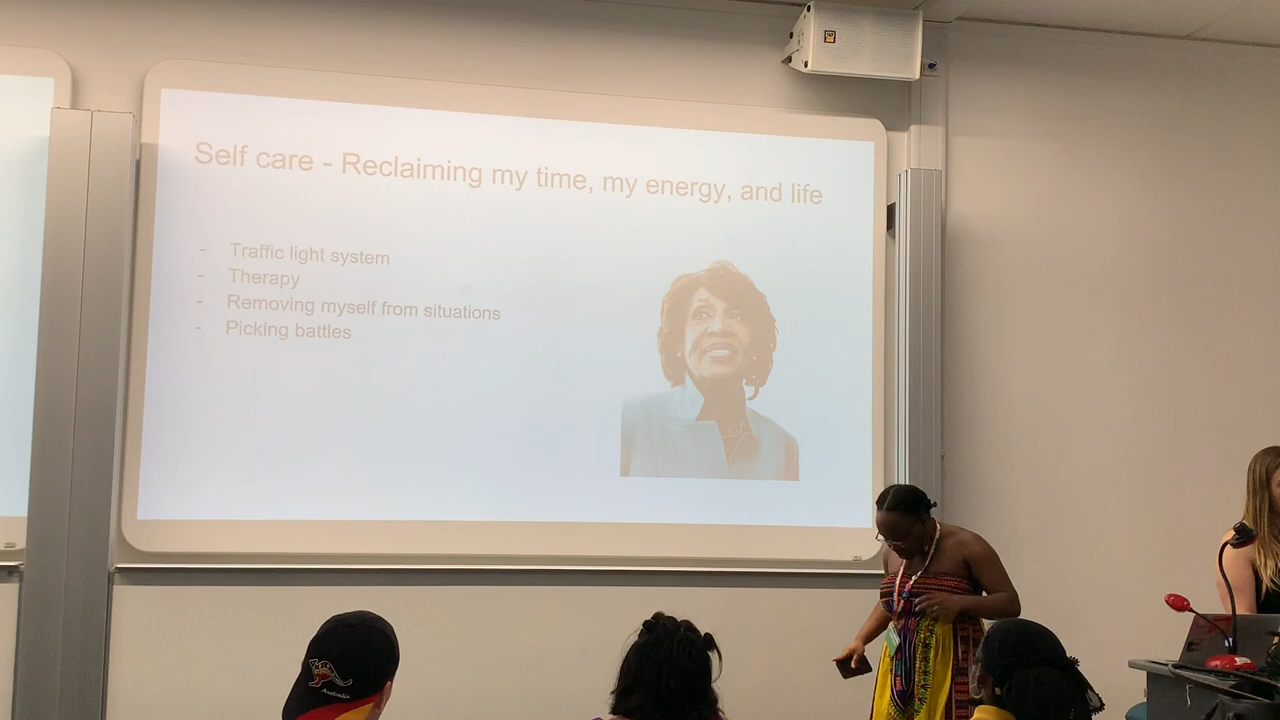 Self care - Reclaiming my time, my energy, and life
- Traffic light system
- Therapy
- Removing myself from situations
- Picking battles
Australia